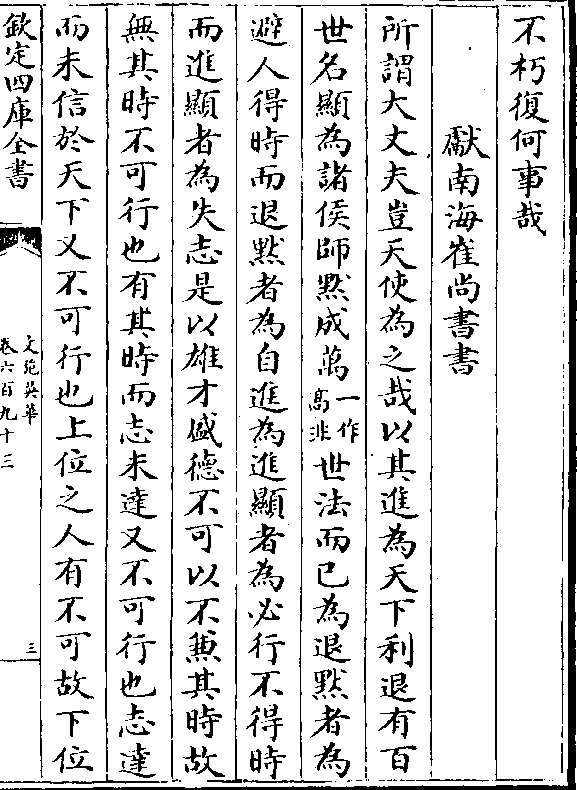 不朽復何事哉
獻南海崔尚書書
所謂大丈夫豈天使為之哉以其進為天下利退有百
世名顯為諸侯師黙成萬一作高非世法而已為退黙者為
避人得時而退黙者為自進為進顯者為必行不得時
而進顯者為失志是以雄才盛德不可以不兼其時故
無其時不可行也有其時而志未達又不可行也志達
而未信於天下又不可行也上位之人有不可故下位
欽定四庫全書
文苑英華
卷六百九十三
三